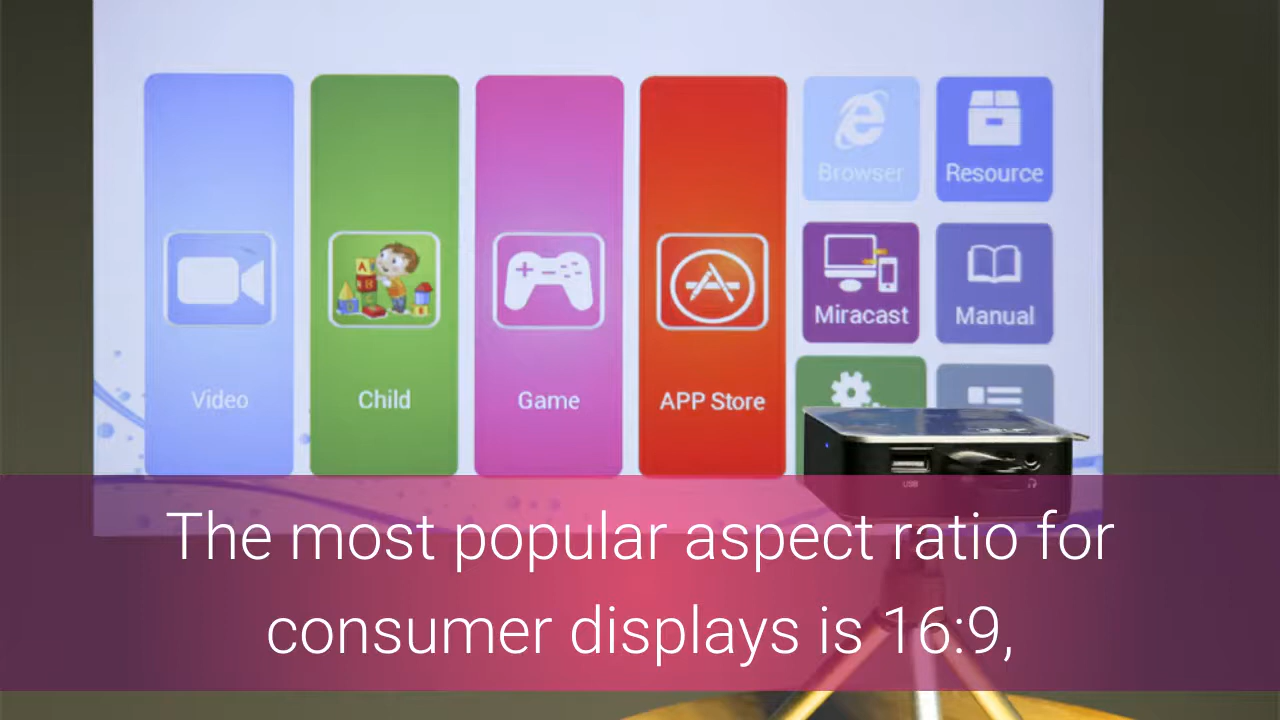 Browser
Resource
Miracast
Manual
Video
Child
Game
APP Store
USB
The most popular aspect ratio for
consumer displays is 16:9,